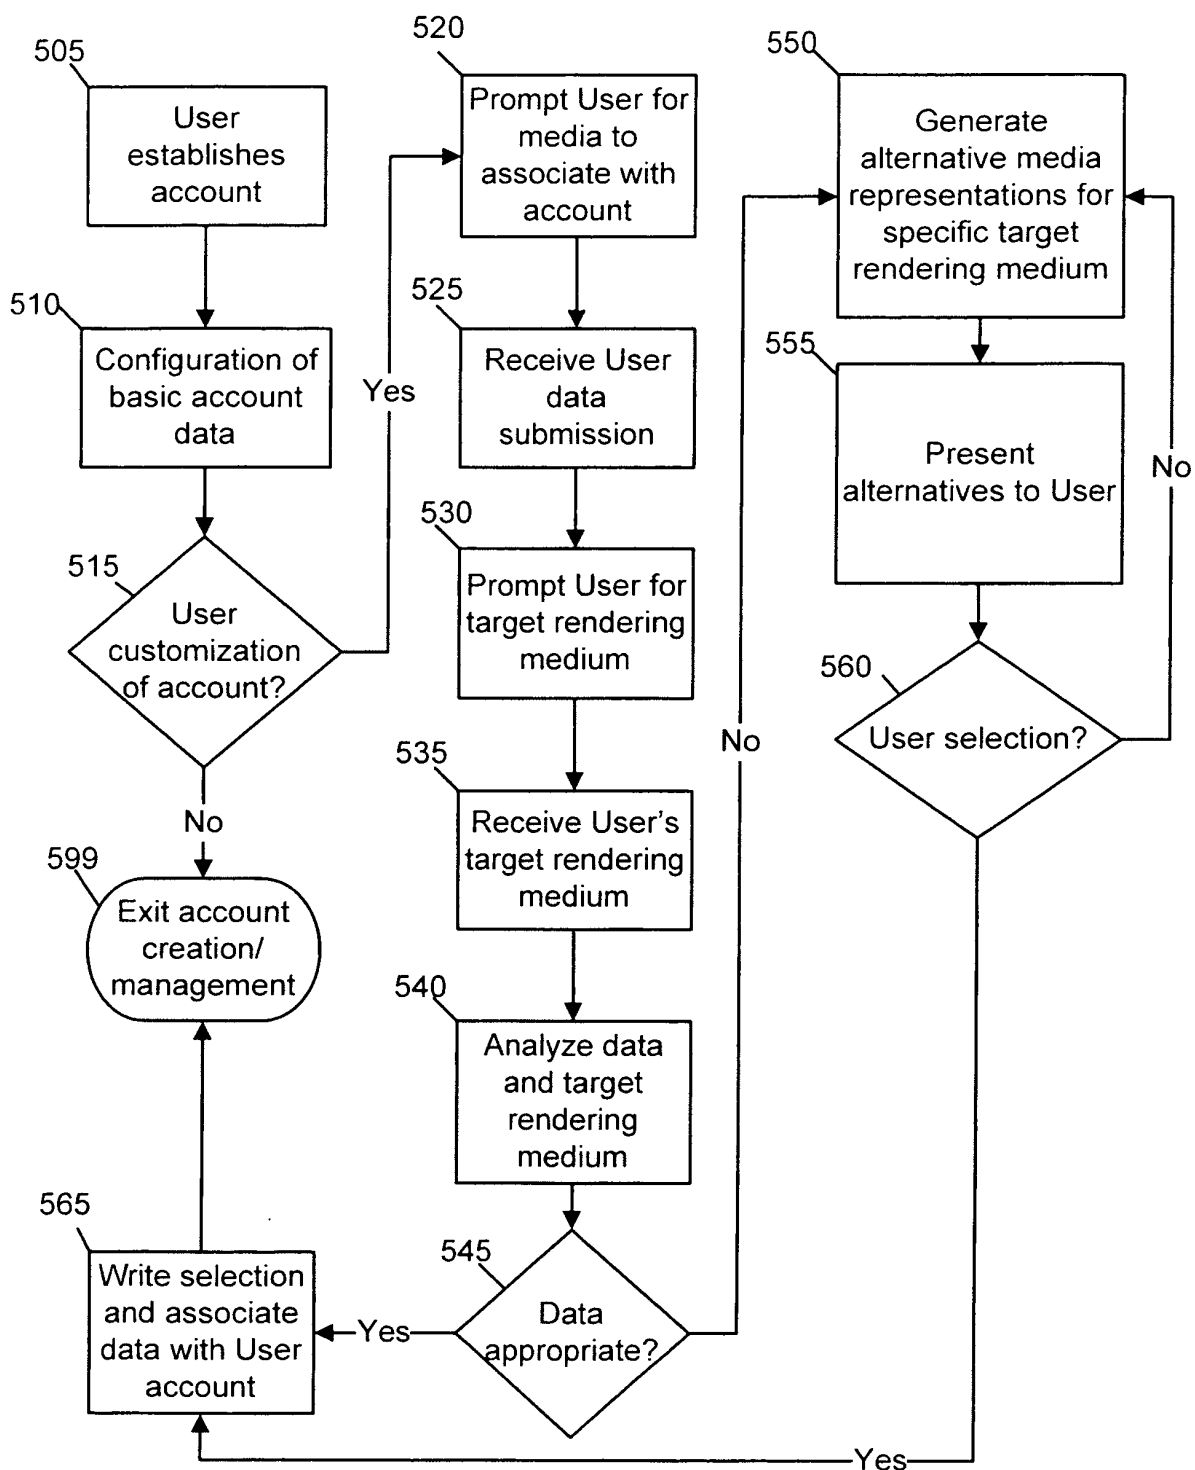 505
User
establishes
account
510
Configuration of
basic account
data
515
User
customization
of account?
Yes
No
599
Exit account
creation/
management
520
Prompt User for
media to
associate with
account
525
Receive User
data
submission
530
Prompt User for
target rendering
medium
535
Receive User's
target rendering
medium
540
Analyze data
and target
rendering
medium
545
Data
appropriate?
Yes
No
565
Write selection
and associate
data with User
account
550
Generate
alternative media
representations for
specific target
rendering medium
555
Present
alternatives to User
560
User selection?
No
Yes